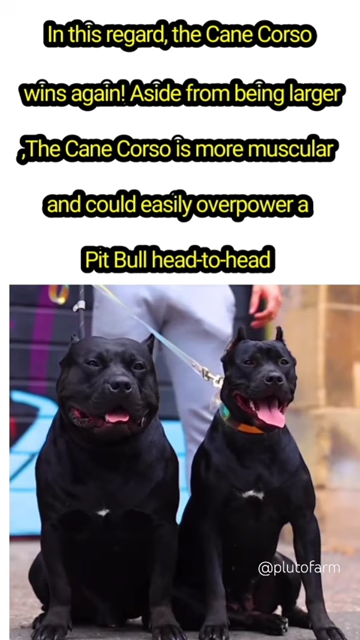 In this regard, the Cane Corso
wins again! Aside from being larger
,The Cane Corso is more muscular
and could easily overpower a
Pit Bull head-to-head
@plutofarm